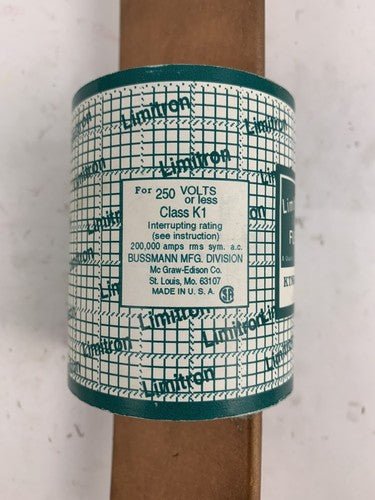 Limitron
Limitron
For 250 VOLTS
or less
Class K1
Interrupting rating
(see instruction)
200,000 amps rms sym. a.c.
BUSSMANN MFG. DIVISION
Mc Graw-Edison Co.
St. Louis, Mo. 63107
MADE IN U. S. A.
Limitron
Limitron
Limitron